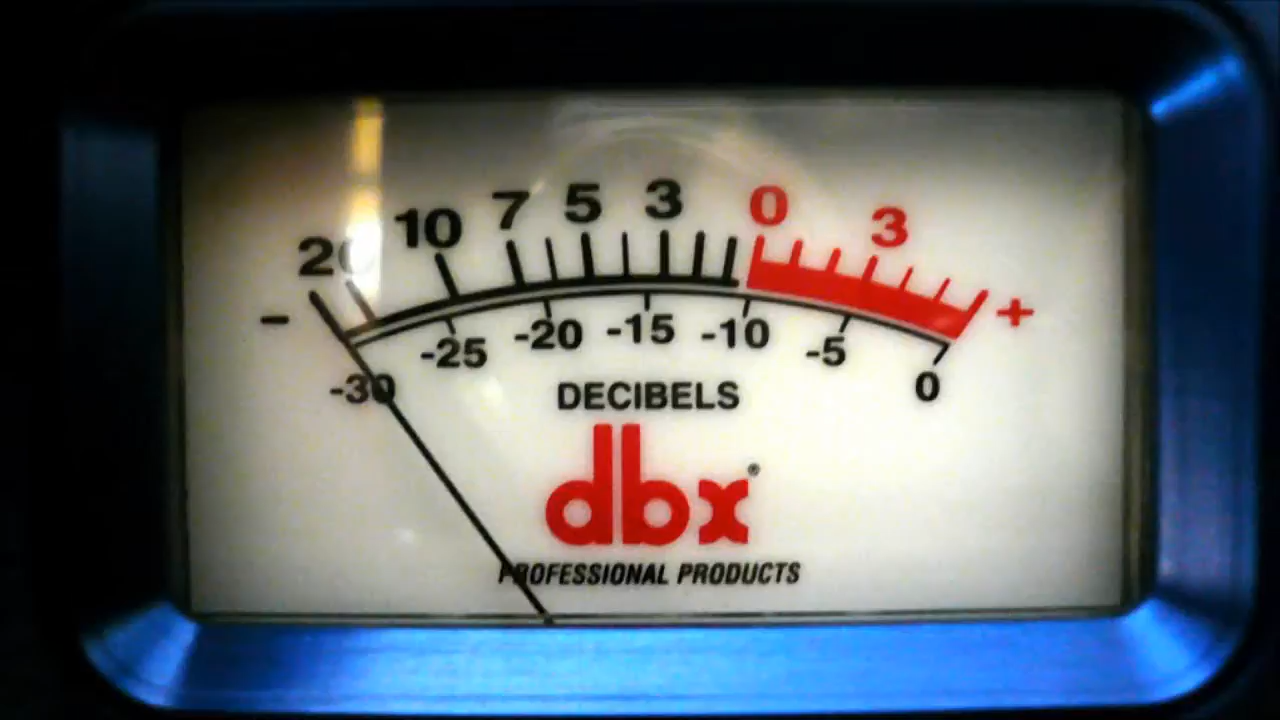 20 10 7 5 3 0 3
- +
-30 -25 -20 -15 -10 -5 0
DECIBELS
dbx®
PROFESSIONAL PRODUCTS